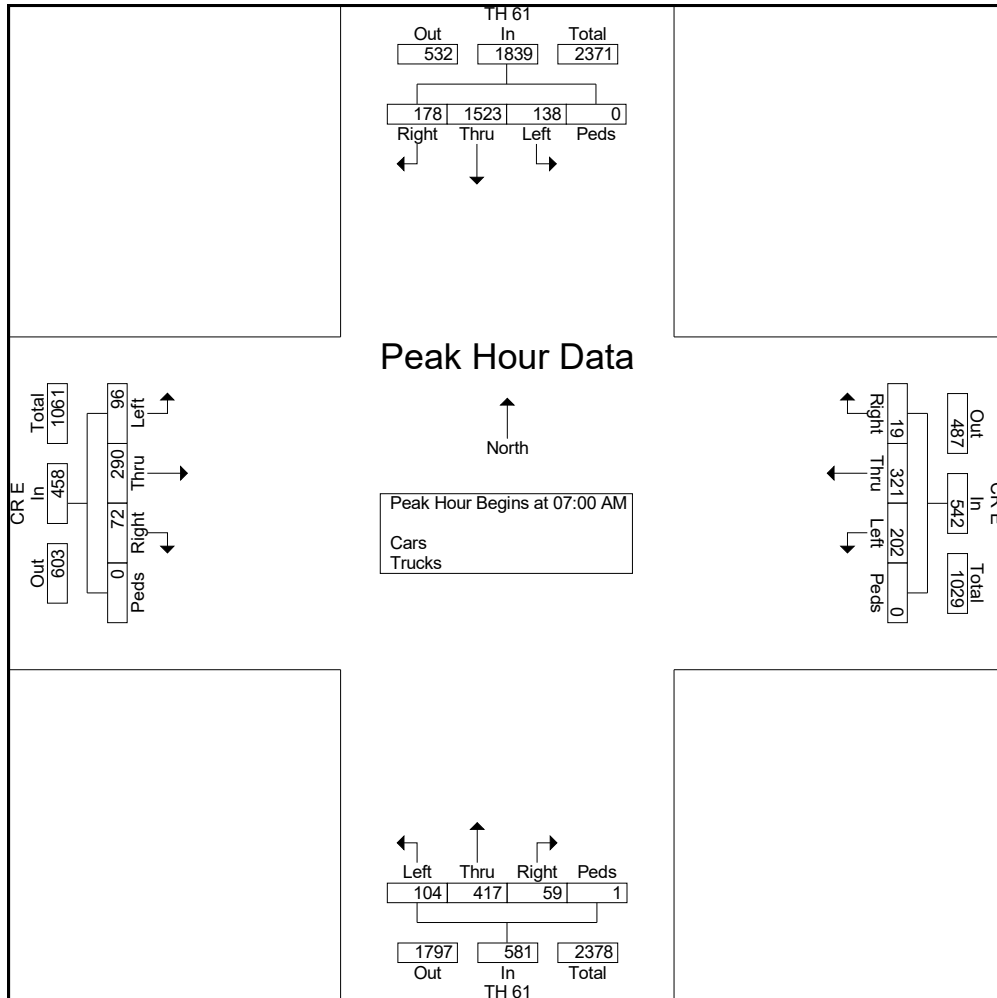 TH 61
Out In Total
532 1839 2371
178 1523 138 0
Right Thru Left Peds
Peak Hour Data
North
Peak Hour Begins at 07:00 AM
Cars
Trucks
CR E
Total In Out
1061 458 603
96 290 72 0
Left Thru Right Peds
CR E
Out In Total
487 542 1029
19 321 202 0
Right Thru Left Peds
Left Thru Right Peds
104 417 59 1
1797 581 2378
Out In Total
TH 61